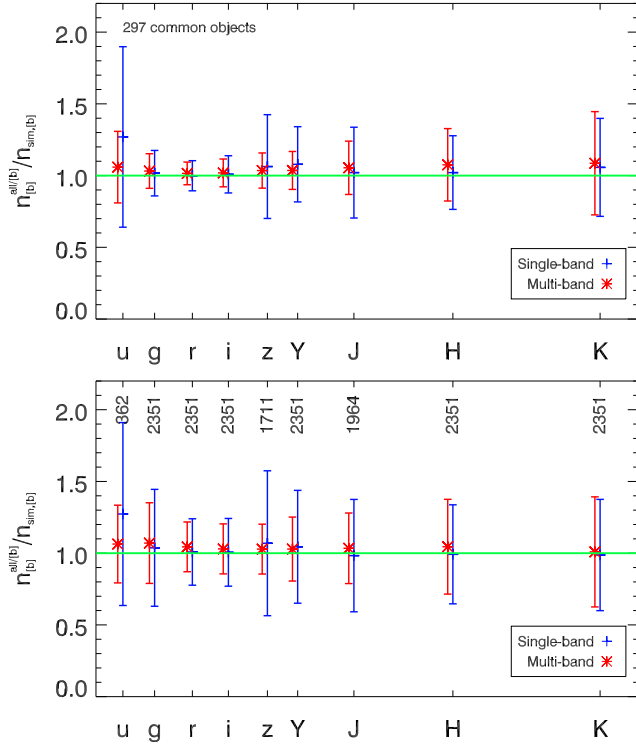 2.0
297 common objects
1.5
1.0
0.5
0.0
n[b]^all/[b]/n_sim,[b]
Single-band
Multi-band
u g r i z Y J H K
2.0
862 2351 2351 2351 1711 2351 1964 2351 2351
1.5
1.0
0.5
0.0
n[b]^all/[b]/n_sim,[b]
Single-band
Multi-band
u g r i z Y J H K